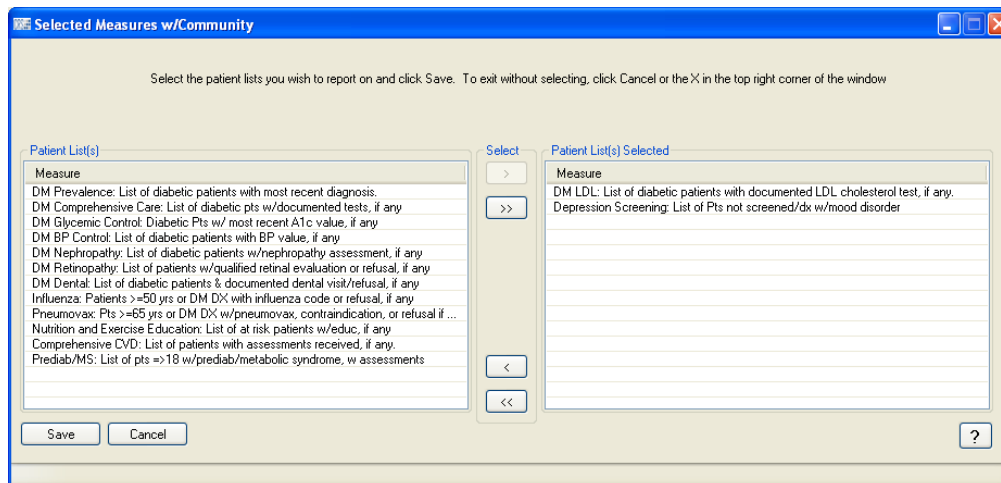 Selected Measures w/Community
Select the patient lists you wish to report on and click Save. To exit without selecting, click Cancel or the X in the top right corner of the window
Patient List(s)
Measure
DM Prevalence: List of diabetic patients with most recent diagnosis.
DM Comprehensive Care: List of diabetic pts w/documented tests, if any
DM Glycemic Control: Diabetic Pts w/ most recent A1c value, if any
DM BP Control: List of diabetic patients with BP value, if any
DM Nephropathy: List of diabetic patients w/nephropathy assessment, if any
DM Retinopathy: List of patients w/qualified retinal evaluation or refusal, if any
DM Dental: List of diabetic patients & documented dental visit/refusal, if any
Influenza: Patients >=50 yrs or DM DX with influenza code or refusal, if any
Pneumovax: Pts >=65 yrs or DM DX w/pneumovax, contraindication, or refusal if ...
Nutrition and Exercise Education: List of at risk patients w/educ, if any
Comprehensive CVD: List of patients with assessments received, if any.
Prediab/MS: List of pts =>18 w/prediab/metabolic syndrome, w assessments
Select
>
>>
<
<<
Patient List(s) Selected
Measure
DM LDL: List of diabetic patients with documented LDL cholesterol test, if any.
Depression Screening: List of Pts not screened/dx w/mood disorder
Save
Cancel
?